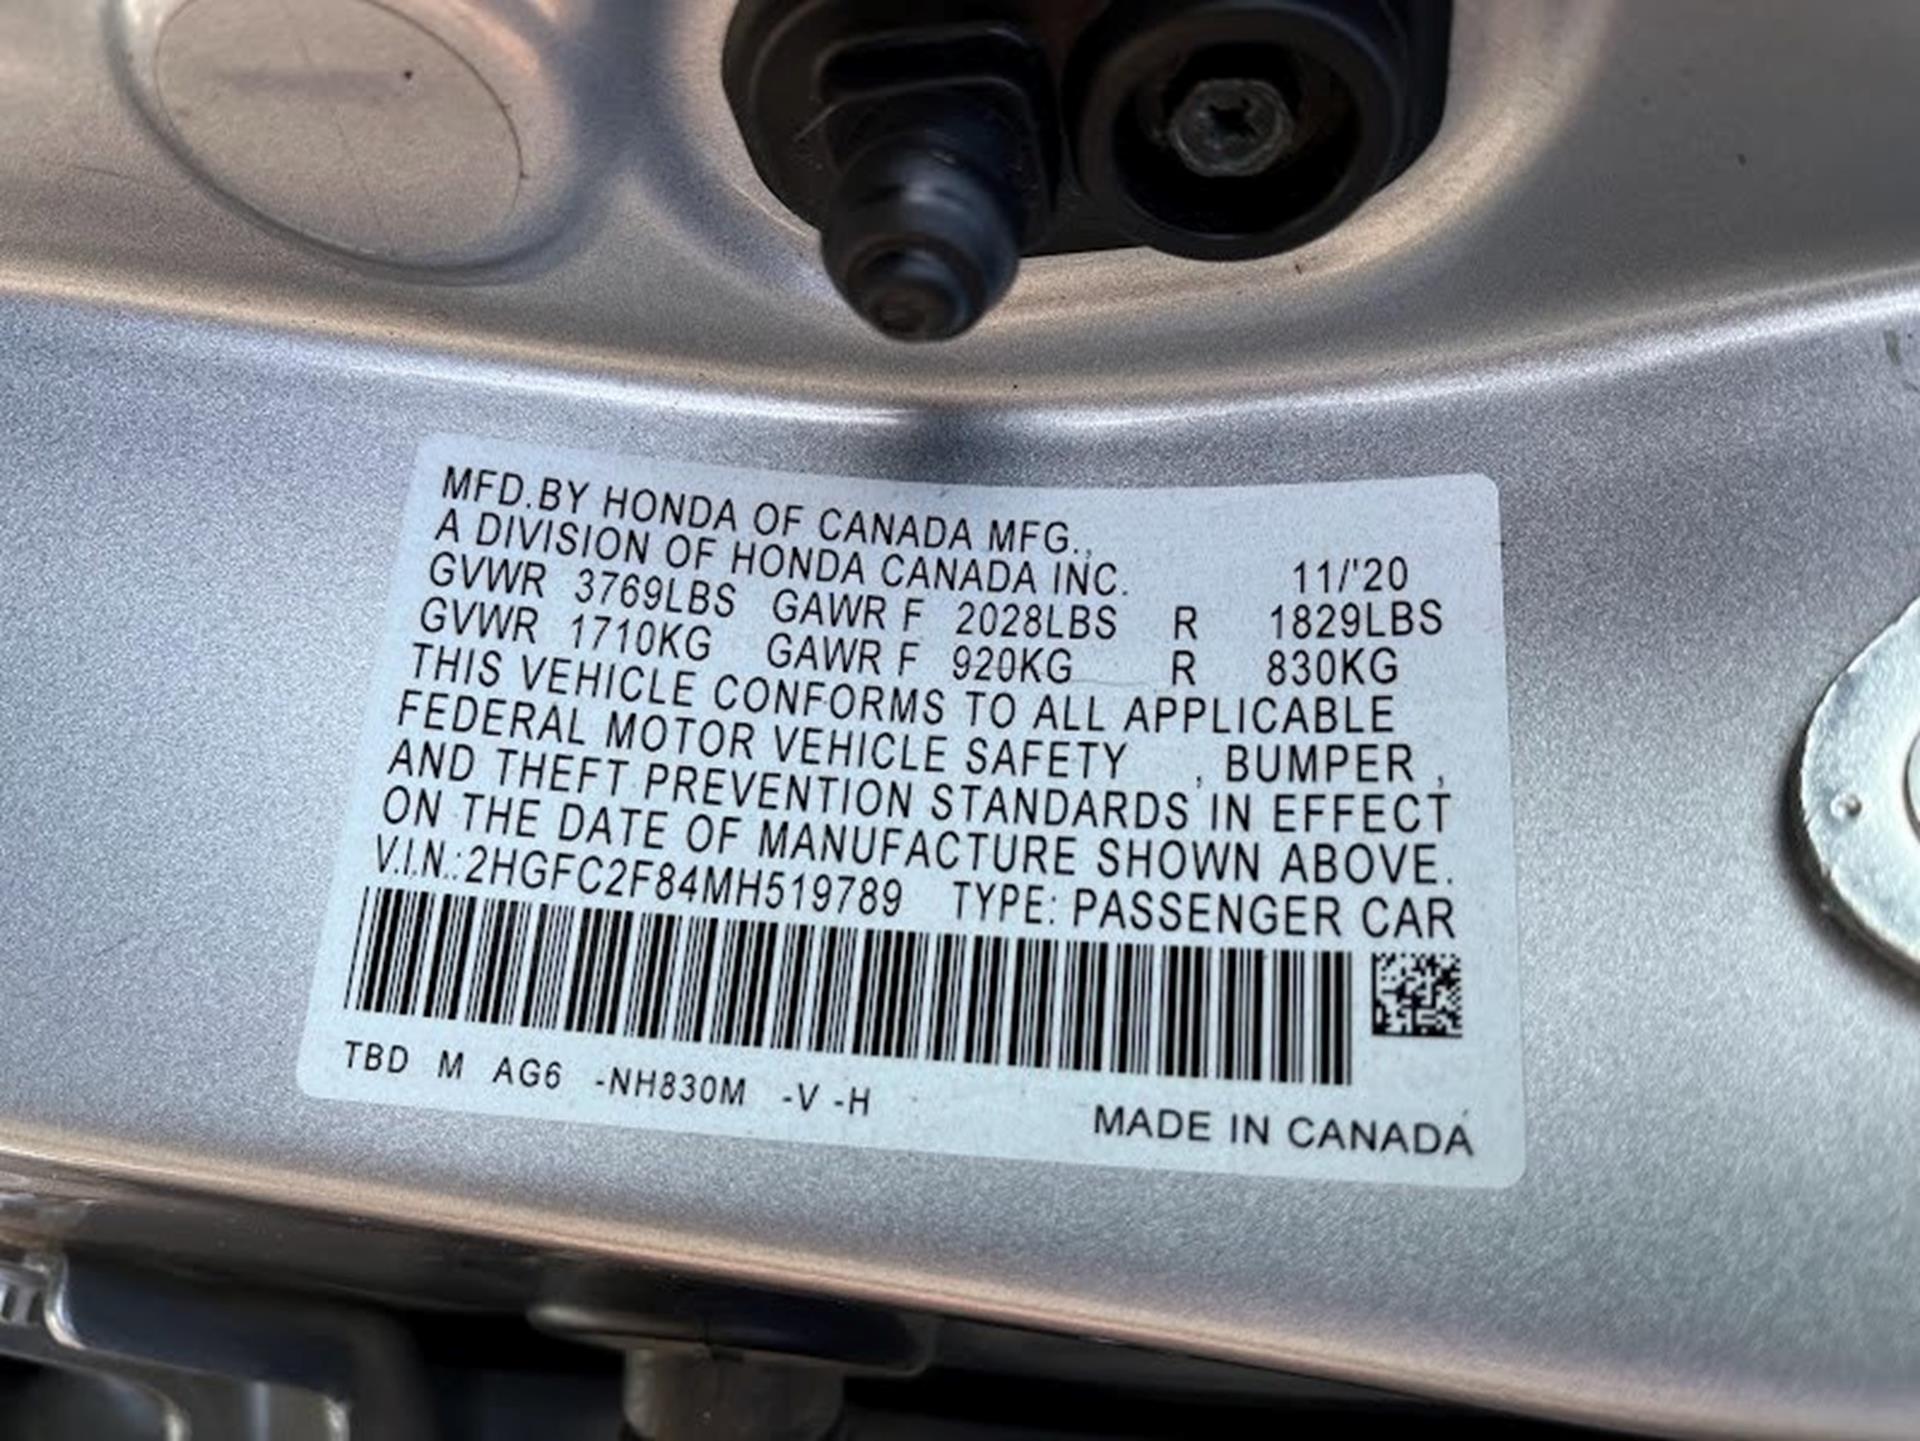 MFD.BY HONDA OF CANADA MFG.,
A DIVISION OF HONDA CANADA INC. 11/'20
GVWR 3769LBS GAWR F 2028LBS R 1829LBS
GVWR 1710KG GAWR F 920KG R 830KG
THIS VEHICLE CONFORMS TO ALL APPLICABLE
FEDERAL MOTOR VEHICLE SAFETY , BUMPER ,
AND THEFT PREVENTION STANDARDS IN EFFECT
ON THE DATE OF MANUFACTURE SHOWN ABOVE.
V.I.N.:2HGFC2F84MH519789 TYPE: PASSENGER CAR
TBD M AG6 -NH830M -V -H
MADE IN CANADA